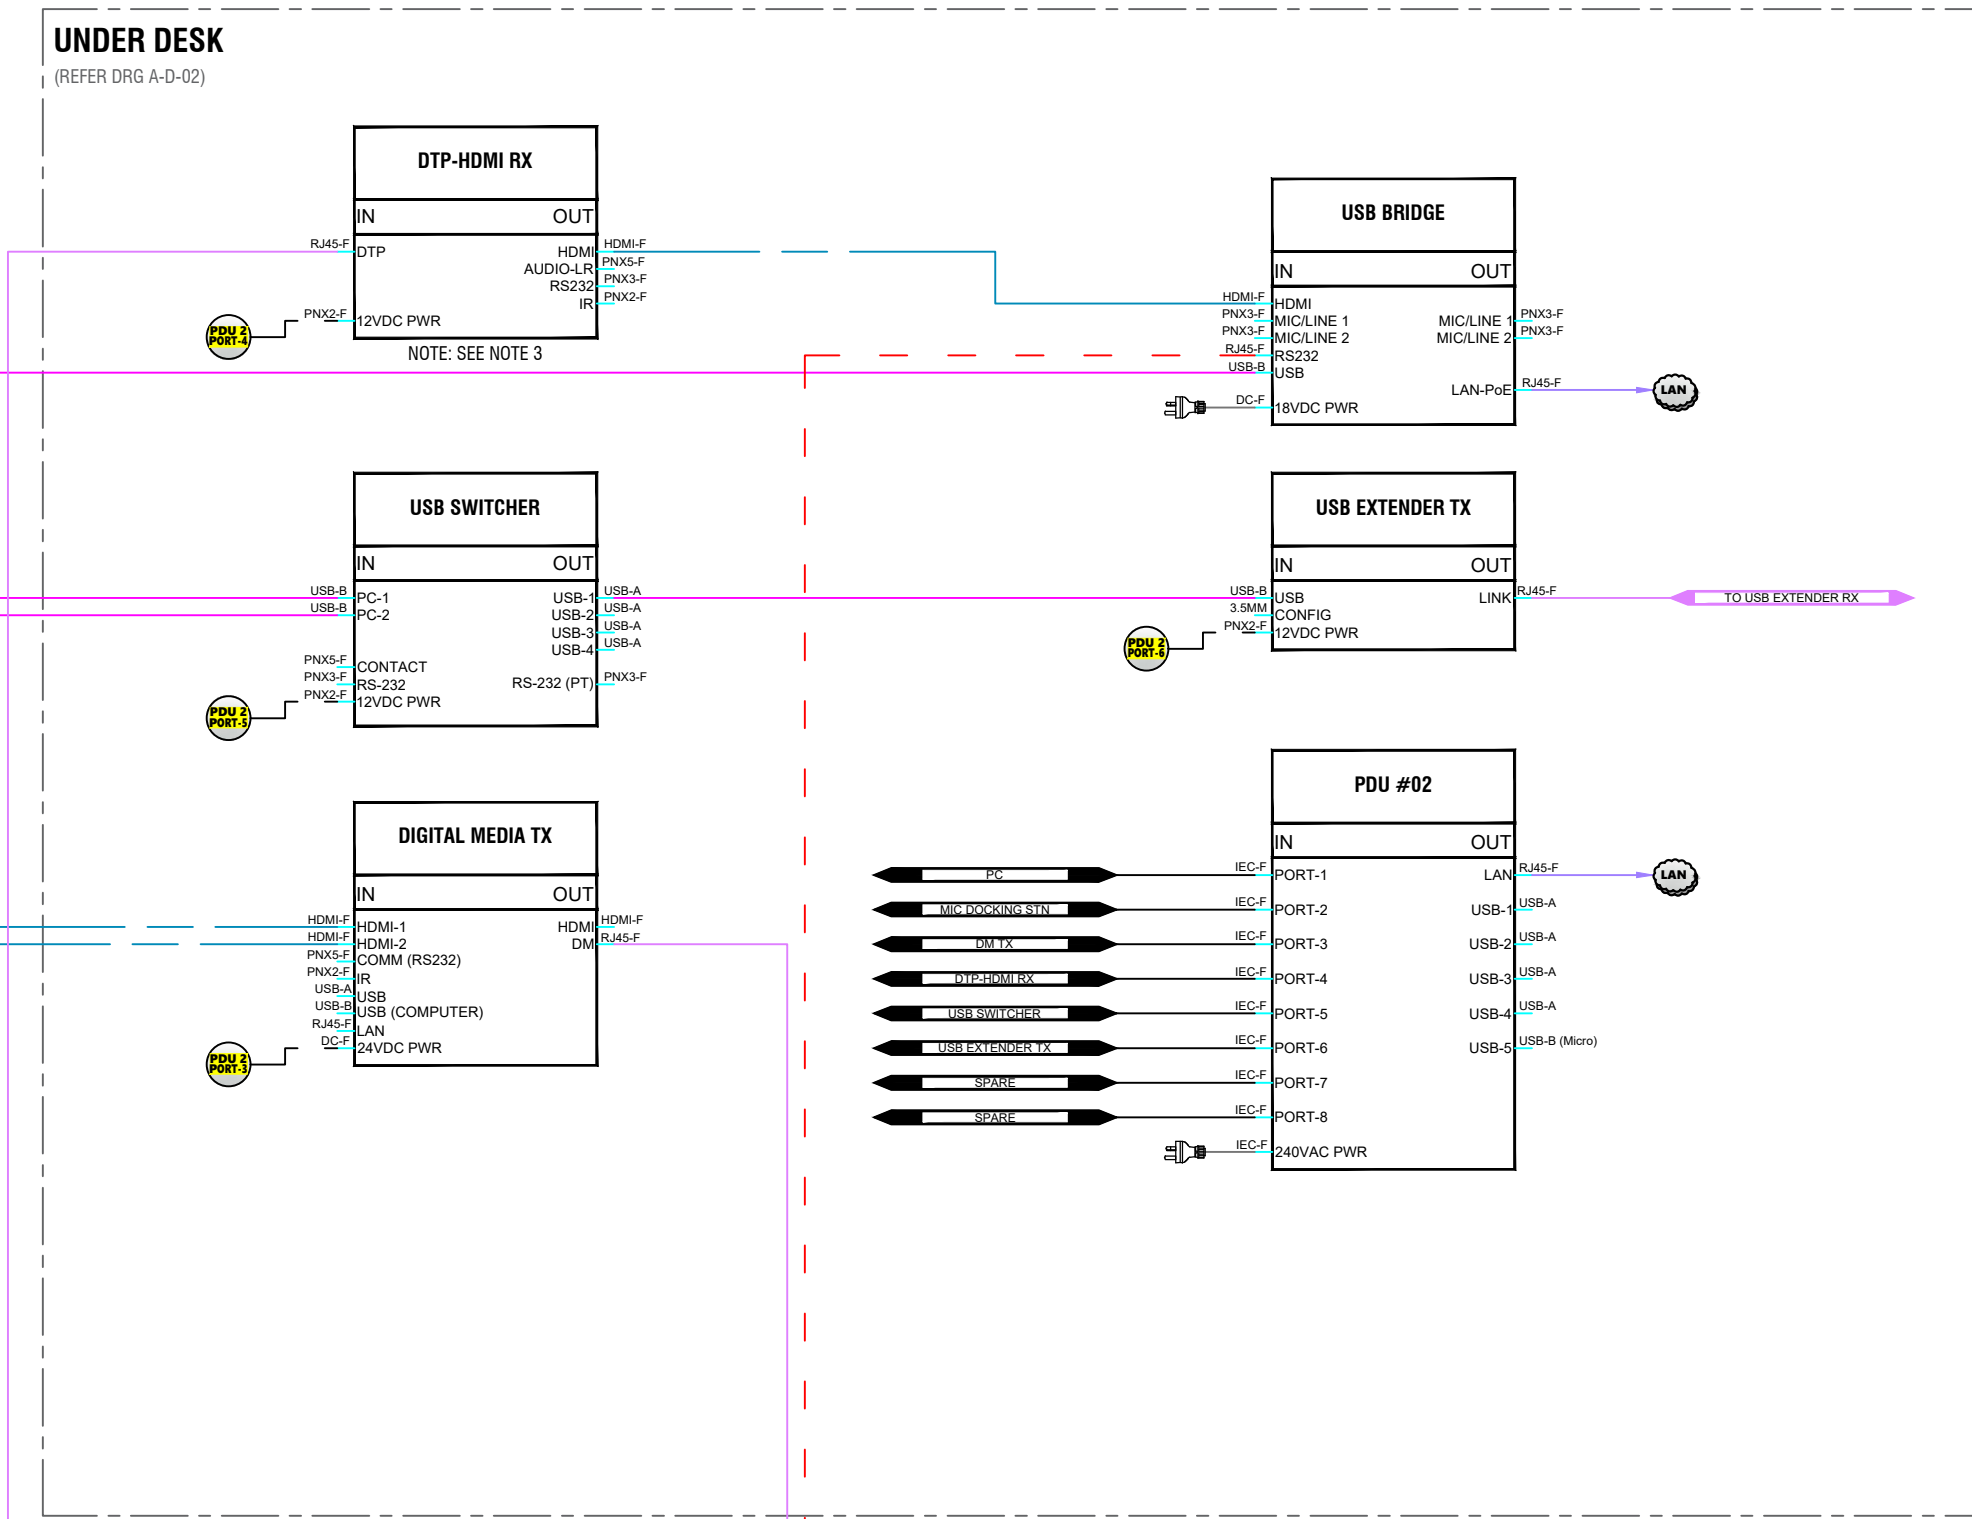 UNDER DESK
(REFER DRG A-D-02)
DTP-HDMI RX
IN OUT
RJ45-F DTP HDMI HDMI-F
AUDIO-LR PNX5-F
RS232 PNX3-F
IR PNX2-F
PNX2-F 12VDC PWR
PDU 2
PORT-4
NOTE: SEE NOTE 3
USB BRIDGE
IN OUT
HDMI-F HDMI
PNX3-F MIC/LINE 1 MIC/LINE 1 PNX3-F
PNX3-F MIC/LINE 2 MIC/LINE 2 PNX3-F
RJ45-F RS232
USB-B USB
LAN-PoE RJ45-F LAN
DC-F 18VDC PWR
USB SWITCHER
IN OUT
USB-B PC-1 USB-1 USB-A
USB-B PC-2 USB-2 USB-A
USB-3 USB-A
USB-4 USB-A
PNX5-F CONTACT
PNX3-F RS-232 RS-232 (PT) PNX3-F
PNX2-F 12VDC PWR
PDU 2
PORT-5
USB EXTENDER TX
IN OUT
USB-B USB LINK RJ45-F TO USB EXTENDER RX
3.5MM CONFIG
PNX2-F 12VDC PWR
PDU 2
PORT-6
DIGITAL MEDIA TX
IN OUT
HDMI-F HDMI-1 HDMI HDMI-F
HDMI-F HDMI-2 DM RJ45-F
PNX5-F COMM (RS232)
PNX2-F IR
USB-A USB
USB-B USB (COMPUTER)
RJ45-F LAN
DC-F 24VDC PWR
PDU 2
PORT-3
PDU #02
IN OUT
PC IEC-F PORT-1 LAN RJ45-F LAN
MIC DOCKING STN IEC-F PORT-2 USB-1 USB-A
DM TX IEC-F PORT-3 USB-2 USB-A
DTP-HDMI RX IEC-F PORT-4 USB-3 USB-A
USB SWITCHER IEC-F PORT-5 USB-4 USB-A
USB EXTENDER TX IEC-F PORT-6 USB-5 USB-B (Micro)
SPARE IEC-F PORT-7
SPARE IEC-F PORT-8
IEC-F 240VAC PWR